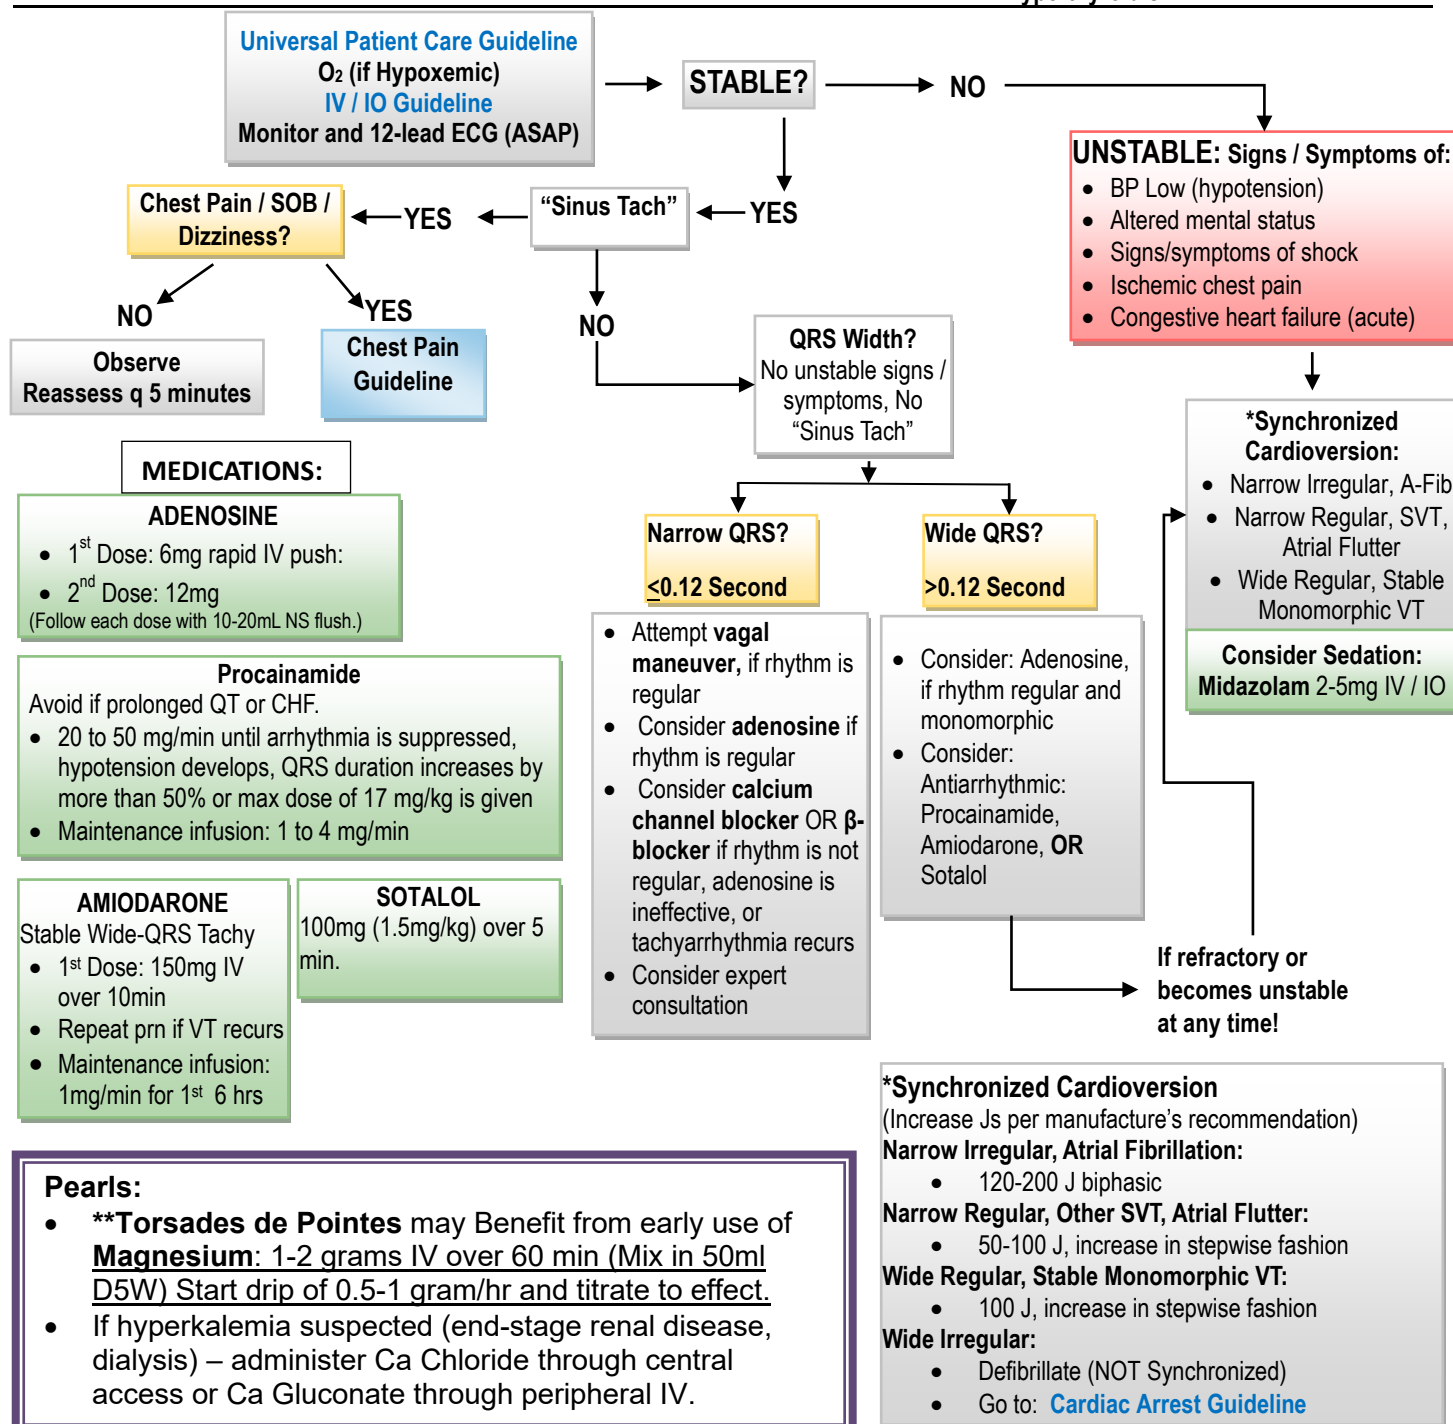 Universal Patient Care Guideline
O2 (if Hypoxemic)
IV / IO Guideline
Monitor and 12-lead ECG (ASAP)
STABLE?
NO
YES
"Sinus Tach"
YES
Chest Pain / SOB /
Dizziness?
NO
YES
Observe
Reassess q 5 minutes
Chest Pain
Guideline
NO
UNSTABLE: Signs / Symptoms of:
• BP Low (hypotension)
• Altered mental status
• Signs/symptoms of shock
• Ischemic chest pain
• Congestive heart failure (acute)
QRS Width?
No unstable signs /
symptoms, No
"Sinus Tach"
*Synchronized
Cardioversion:
• Narrow Irregular, A-Fib
• Narrow Regular, SVT,
Atrial Flutter
• Wide Regular, Stable
Monomorphic VT
Consider Sedation:
Midazolam 2-5mg IV / IO
Narrow QRS?
<0.12 Second
Wide QRS?
>0.12 Second
• Attempt vagal
maneuver, if rhythm is
regular
• Consider adenosine if
rhythm is regular
• Consider calcium
channel blocker OR β-
blocker if rhythm is not
regular, adenosine is
ineffective, or
tachyarrhythmia recurs
• Consider expert
consultation
• Consider: Adenosine,
if rhythm regular and
monomorphic
• Consider:
Antiarrhythmic:
Procainamide,
Amiodarone, OR
Sotalol
If refractory or
becomes unstable
at any time!
MEDICATIONS:
ADENOSINE
• 1st Dose: 6mg rapid IV push:
• 2nd Dose: 12mg
(Follow each dose with 10-20mL NS flush.)
Procainamide
Avoid if prolonged QT or CHF.
• 20 to 50 mg/min until arrhythmia is suppressed,
hypotension develops, QRS duration increases by
more than 50% or max dose of 17 mg/kg is given
• Maintenance infusion: 1 to 4 mg/min
AMIODARONE
Stable Wide-QRS Tachy
• 1st Dose: 150mg IV
over 10min
• Repeat prn if VT recurs
• Maintenance infusion:
1mg/min for 1st 6 hrs
SOTALOL
100mg (1.5mg/kg) over 5
min.
*Synchronized Cardioversion
(Increase Js per manufacture's recommendation)
Narrow Irregular, Atrial Fibrillation:
• 120-200 J biphasic
Narrow Regular, Other SVT, Atrial Flutter:
• 50-100 J, increase in stepwise fashion
Wide Regular, Stable Monomorphic VT:
• 100 J, increase in stepwise fashion
Wide Irregular:
• Defibrillate (NOT Synchronized)
• Go to: Cardiac Arrest Guideline
Pearls:
• **Torsades de Pointes may Benefit from early use of
Magnesium: 1-2 grams IV over 60 min (Mix in 50ml
D5W) Start drip of 0.5-1 gram/hr and titrate to effect.
• If hyperkalemia suspected (end-stage renal disease,
dialysis) – administer Ca Chloride through central
access or Ca Gluconate through peripheral IV.